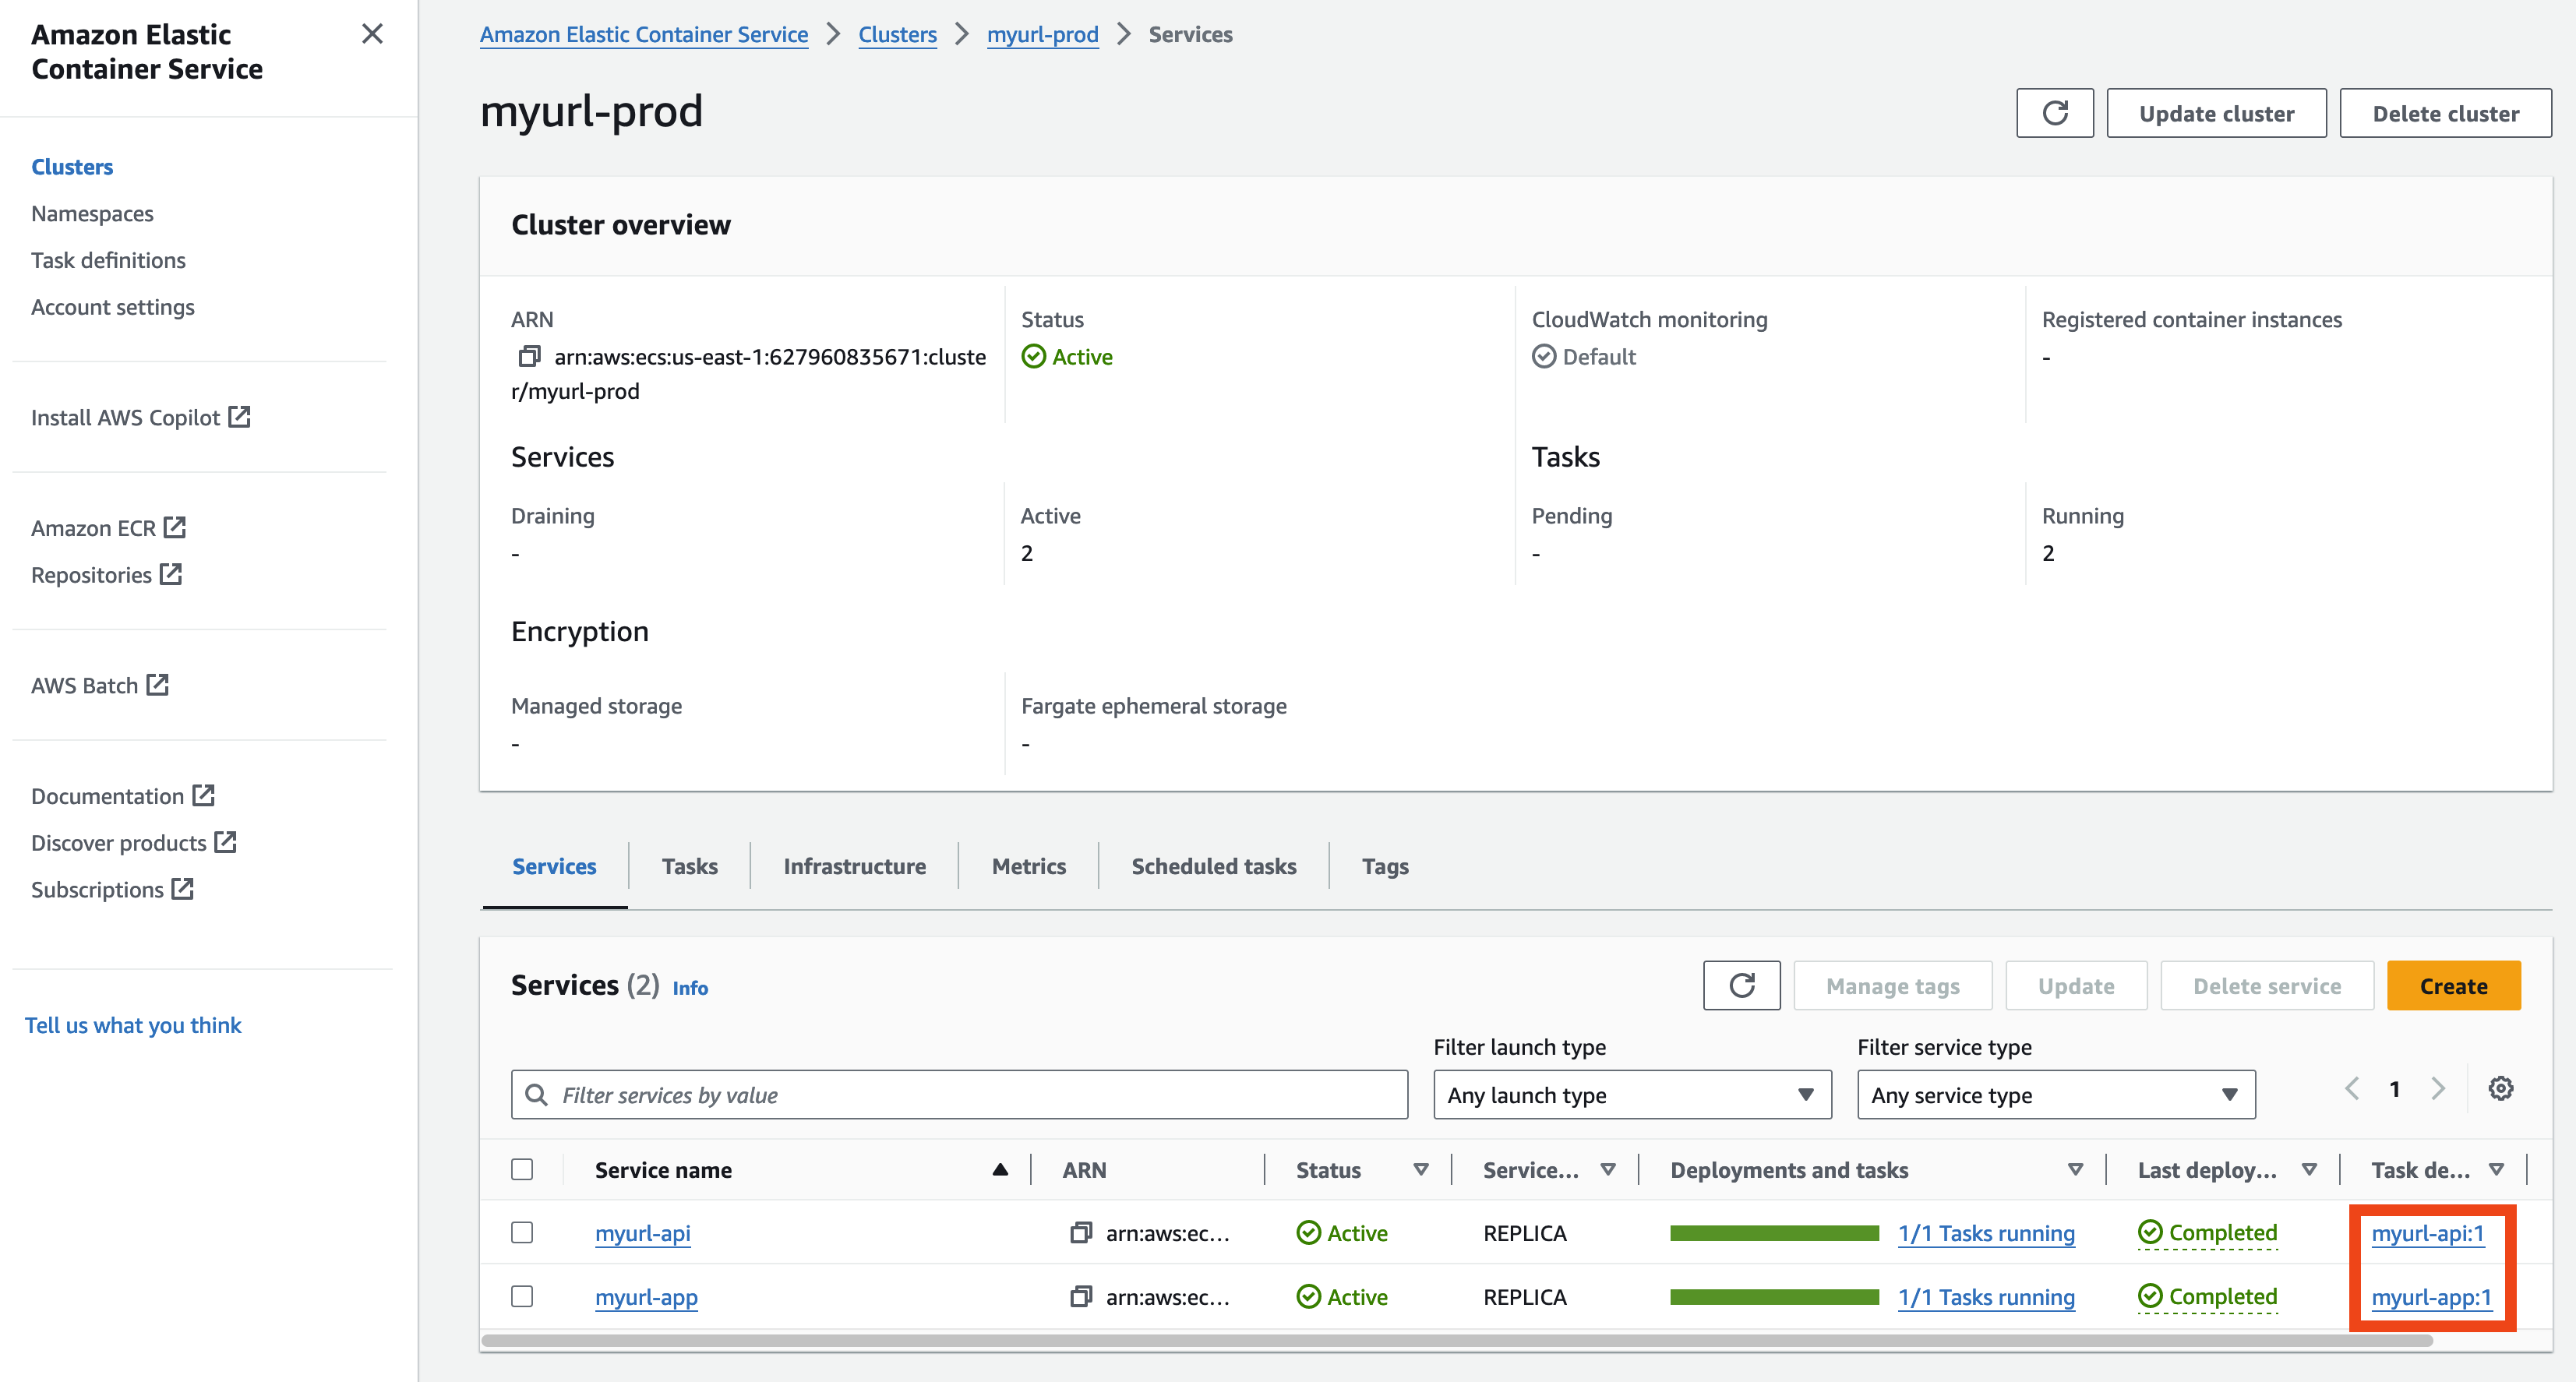 Amazon Elastic
Container Service
Clusters
Namespaces
Task definitions
Account settings
Install AWS Copilot
Amazon ECR
Repositories
AWS Batch
Documentation
Discover products
Subscriptions
Tell us what you think
Amazon Elastic Container Service > Clusters > myurl-prod > Services
myurl-prod
Update cluster
Delete cluster
Cluster overview
ARN
arn:aws:ecs:us-east-1:627960835671:cluste
r/myurl-prod
Status
Active
CloudWatch monitoring
Default
Registered container instances
-
Services
Tasks
Draining
-
Active
2
Pending
-
Running
2
Encryption
Managed storage
-
Fargate ephemeral storage
-
Services Tasks Infrastructure Metrics Scheduled tasks Tags
Services (2) Info
Manage tags Update Delete service Create
Filter launch type
Filter service type
Filter services by value
Any launch type
Any service type
1
Service name ARN Status Service... Deployments and tasks Last deploy... Task de...
myurl-api arn:aws:ec... Active REPLICA 1/1 Tasks running Completed myurl-api:1
myurl-app arn:aws:ec... Active REPLICA 1/1 Tasks running Completed myurl-app:1